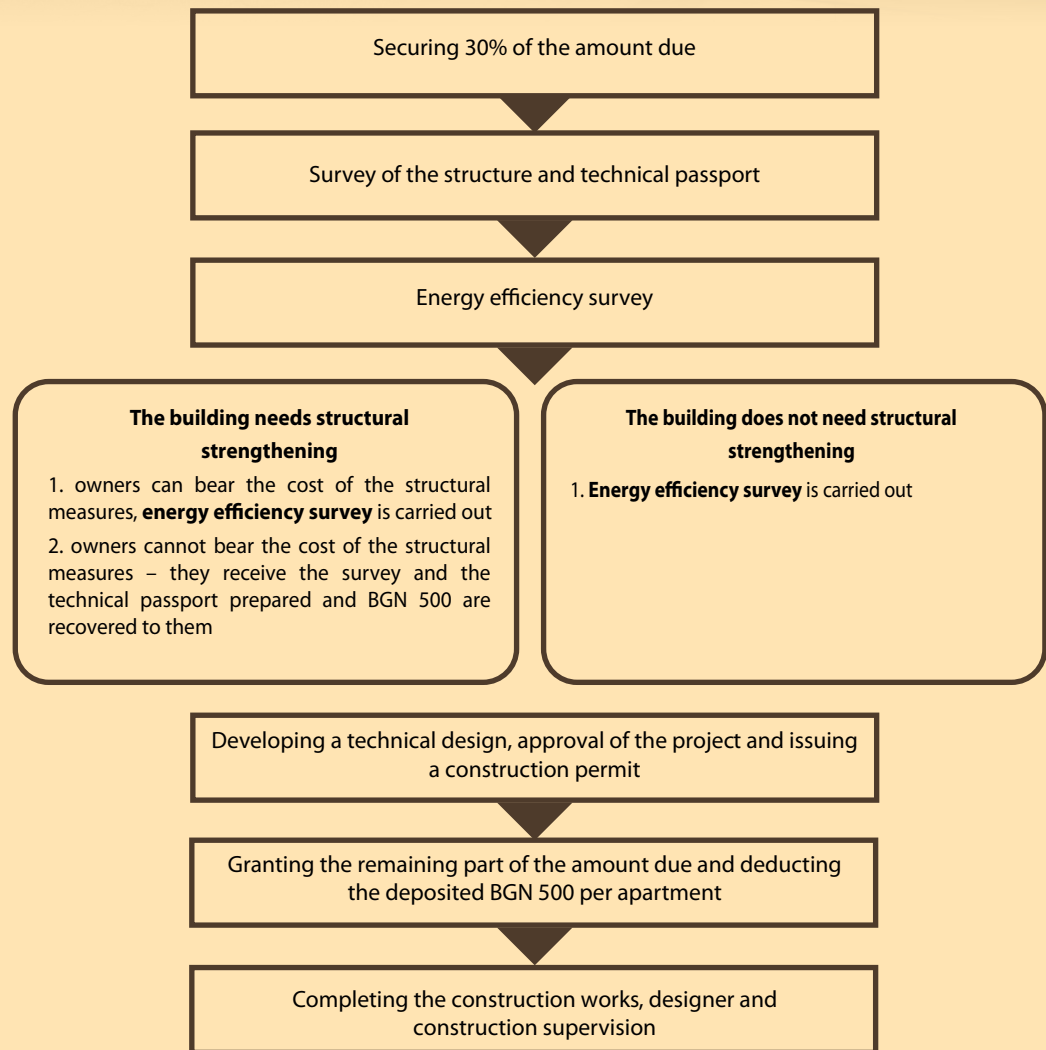 Securing 30% of the amount due
Survey of the structure and technical passport
Energy efficiency survey
The building needs structural
strengthening
1. owners can bear the cost of the structural
measures, energy efficiency survey is carried out
2. owners cannot bear the cost of the structural
measures – they receive the survey and the
technical passport prepared and BGN 500 are
recovered to them
The building does not need structural
strengthening
1. Energy efficiency survey is carried out
Developing a technical design, approval of the project and issuing
a construction permit
Granting the remaining part of the amount due and deducting
the deposited BGN 500 per apartment
Completing the construction works, designer and
construction supervision